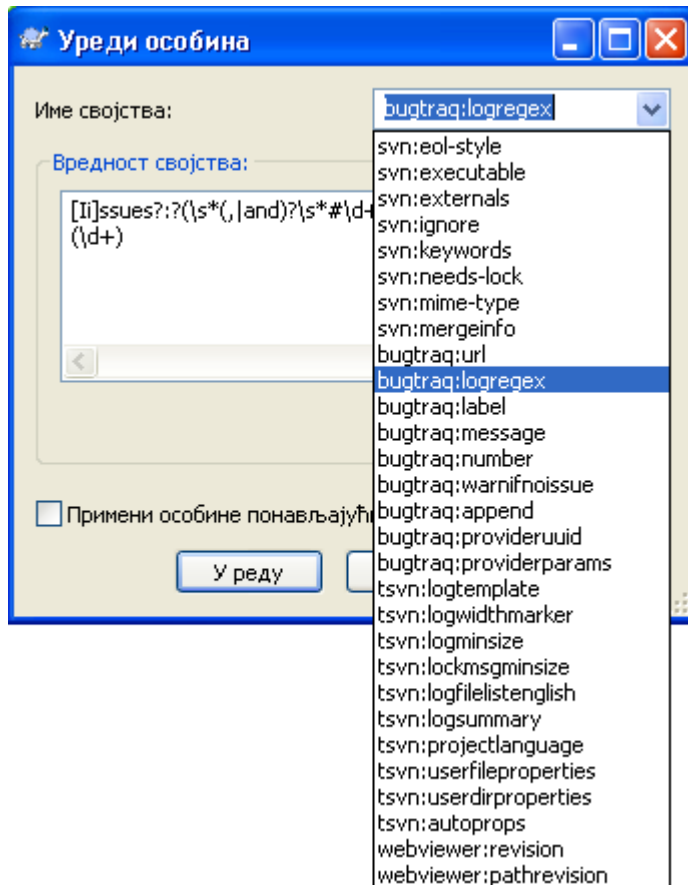 Уреди особина
Име својства:
bugtraq:logregex
Вредност својства:
[Ii]ssues?:?(\s*(,|and)?\s*#\d+
(\d+)
Примени особине понављајући
У реду
svn:eol-style
svn:executable
svn:externals
svn:ignore
svn:keywords
svn:needs-lock
svn:mime-type
svn:mergeinfo
bugtraq:url
bugtraq:logregex
bugtraq:label
bugtraq:message
bugtraq:number
bugtraq:warnifnoissue
bugtraq:append
bugtraq:provideruuid
bugtraq:providerparams
tsvn:logtemplate
tsvn:logwidthmarker
tsvn:logminsize
tsvn:lockmsgminsize
tsvn:logfilelistenglish
tsvn:logsummary
tsvn:projectlanguage
tsvn:userfileproperties
tsvn:userdirproperties
tsvn:autoprops
webviewer:revision
webviewer:pathrevision